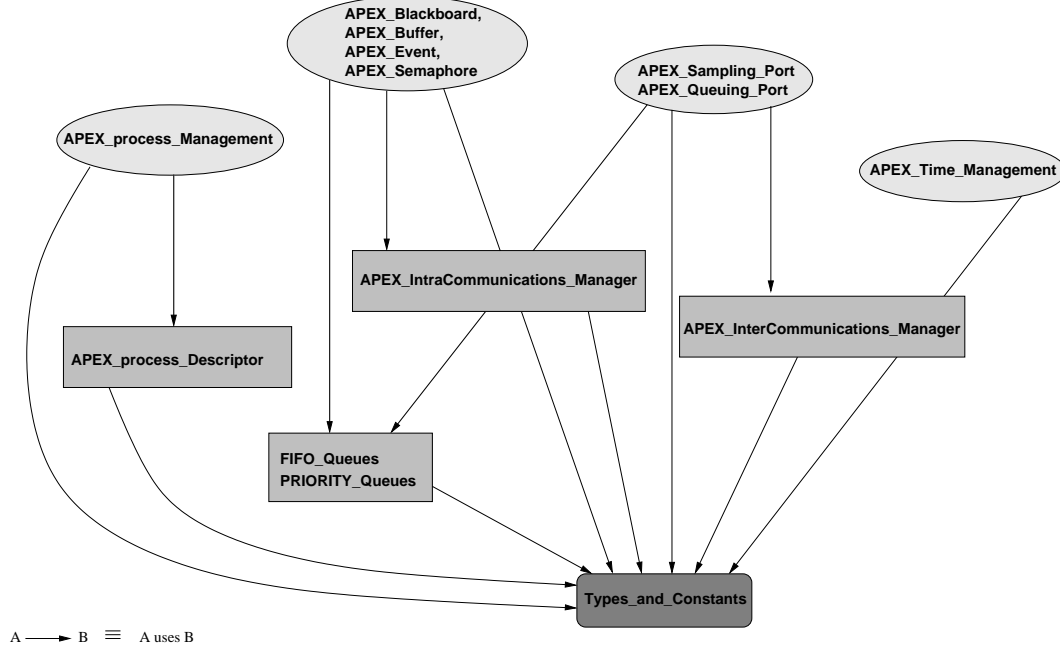 APEX_Blackboard,
APEX_Buffer,
APEX_Event,
APEX_Semaphore
APEX_Sampling_Port
APEX_Queuing_Port
APEX_process_Management
APEX_Time_Management
APEX_IntraCommunications_Manager
APEX_InterCommunications_Manager
APEX_process_Descriptor
FIFO_Queues
PRIORITY_Queues
Types_and_Constants
A B ≡ A uses B